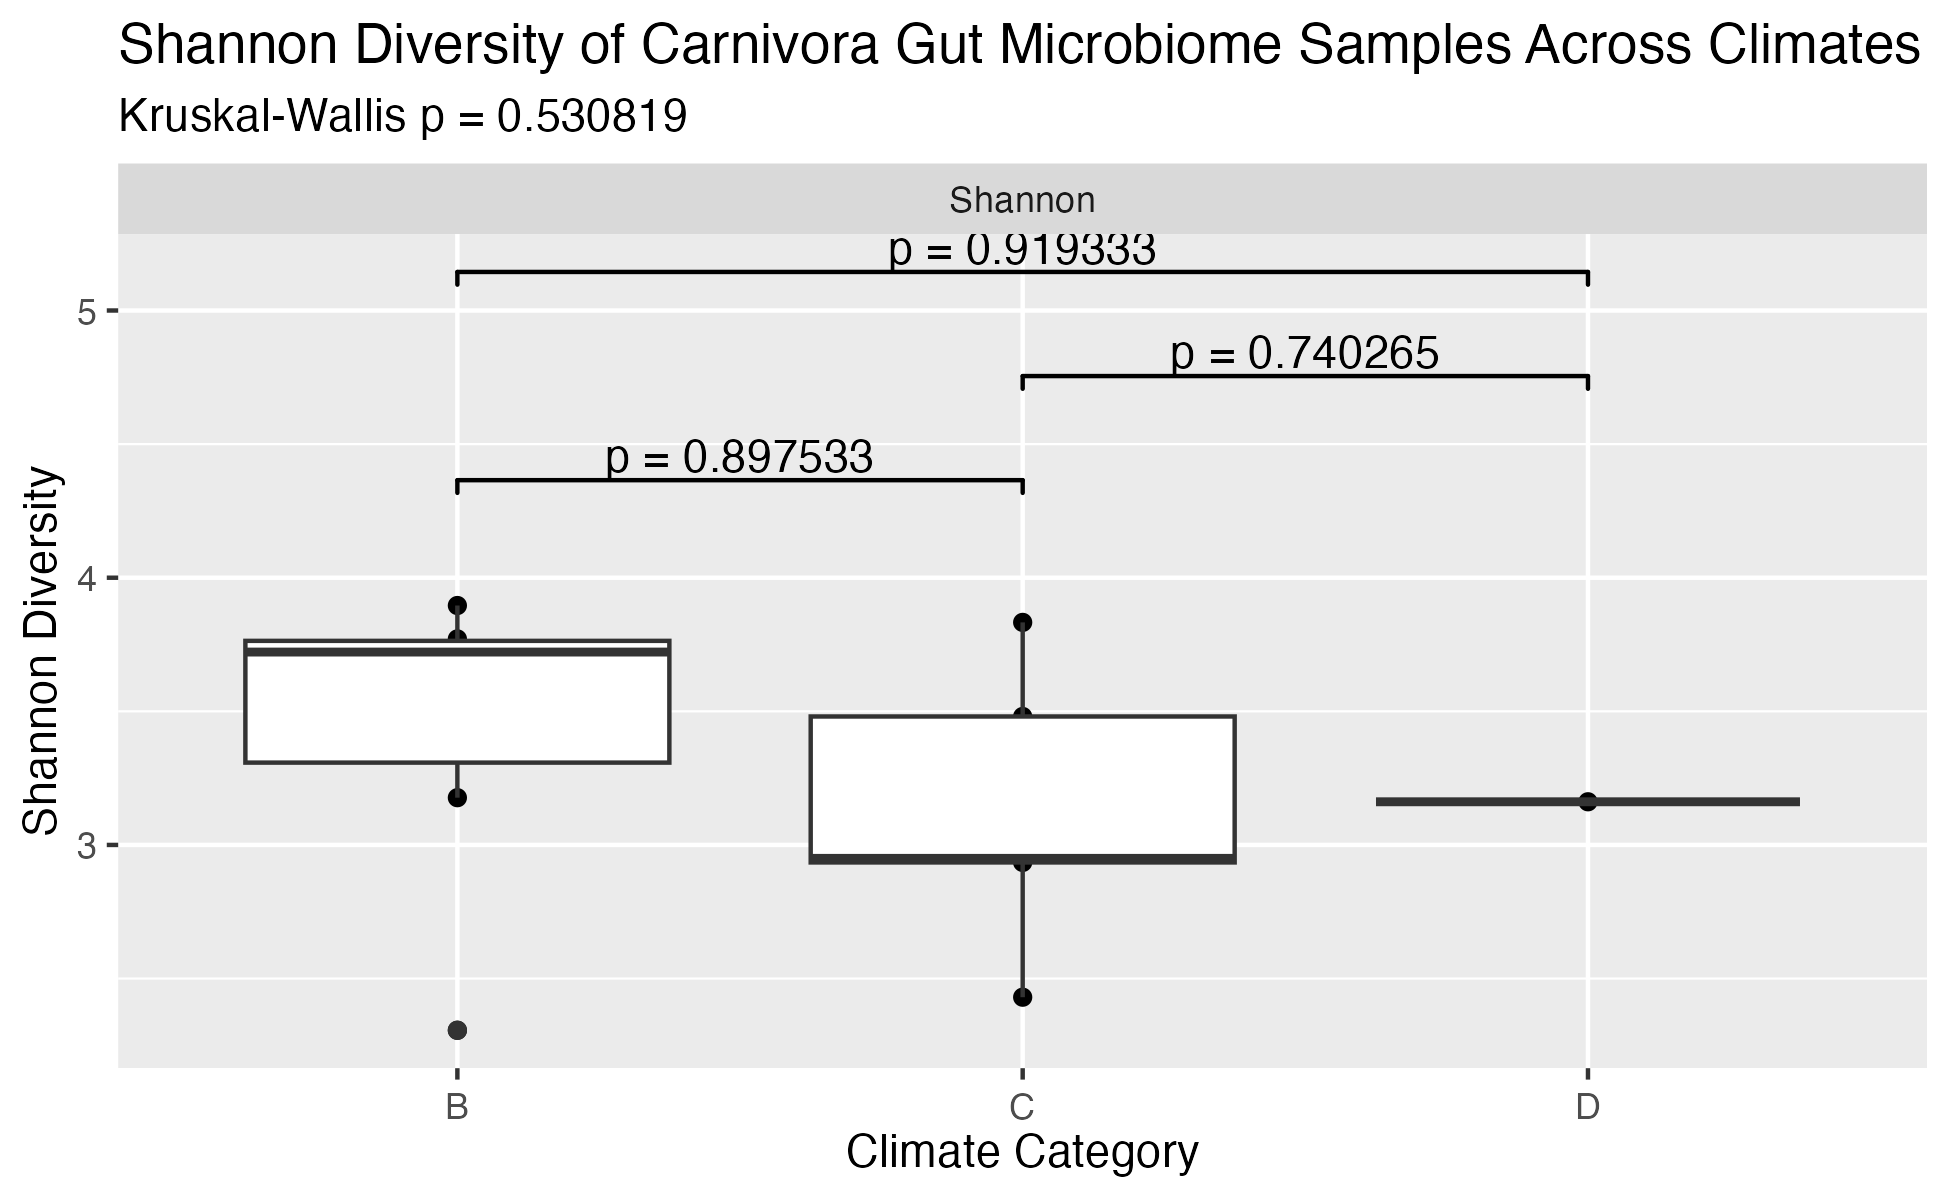 Shannon Diversity of Carnivora Gut Microbiome Samples Across Climates
Kruskal-Wallis p = 0.530819
Shannon
p = 0.919333
5
p = 0.740265
p = 0.897533
4
3
Shannon Diversity
B
C
D
Climate Category